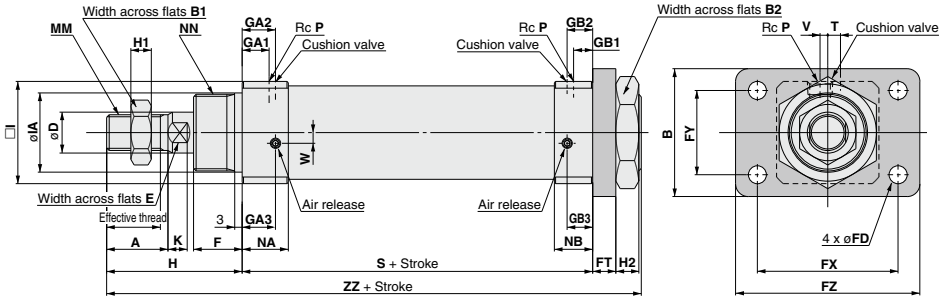 Width across flats B1
MM
H1
NN
GA2
GA1
Rc P
Cushion valve
Rc P
Cushion valve
GB2
GB1
Width across flats B2
Rc P
V
T
Cushion valve
□I
øIA
øD
W
B
FY
Width across flats E
Effective thread
3
GA3
Air release
Air release
GB3
4 x øFD
A
K
F
NA
NB
H
S + Stroke
FT
H2
FX
ZZ + Stroke
FZ